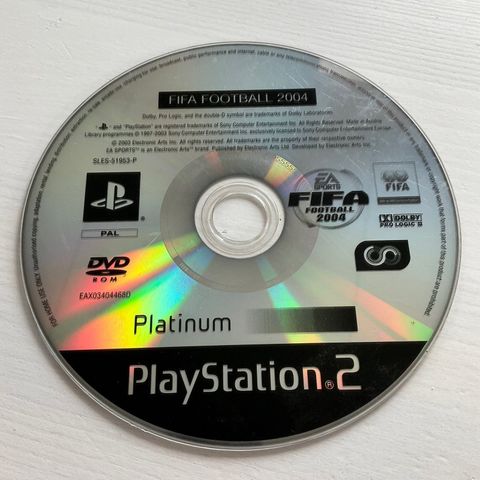 FIFA FOOTBALL 2004
Dolby, Pro Logic, and the double-D symbol are trademarks of Dolby Laboratories.
and "PlayStation" are registered trademarks of Sony Computer Entertainment Inc. All Rights Reserved. Made in Austria
Library programmes © 1997-2003 Sony Computer Entertainment Inc. exclusively licensed to Sony Computer Entertainment Europe.
© 2003 Electronic Arts Inc. All rights reserved. All trademarks are the property of their respective owners.
EA SPORTS™ is an Electronic Arts™ brand. Published by Electronic Arts Ltd. Developed by Electronic Arts Inc.
SLES-51953-P
EA
SPORTS
FIFA
FOOTBALL
2004
FIFA
PAL
DOLBY
PRO LOGIC II
DVD
ROM
EAX03404468D
Platinum
PlayStation®2